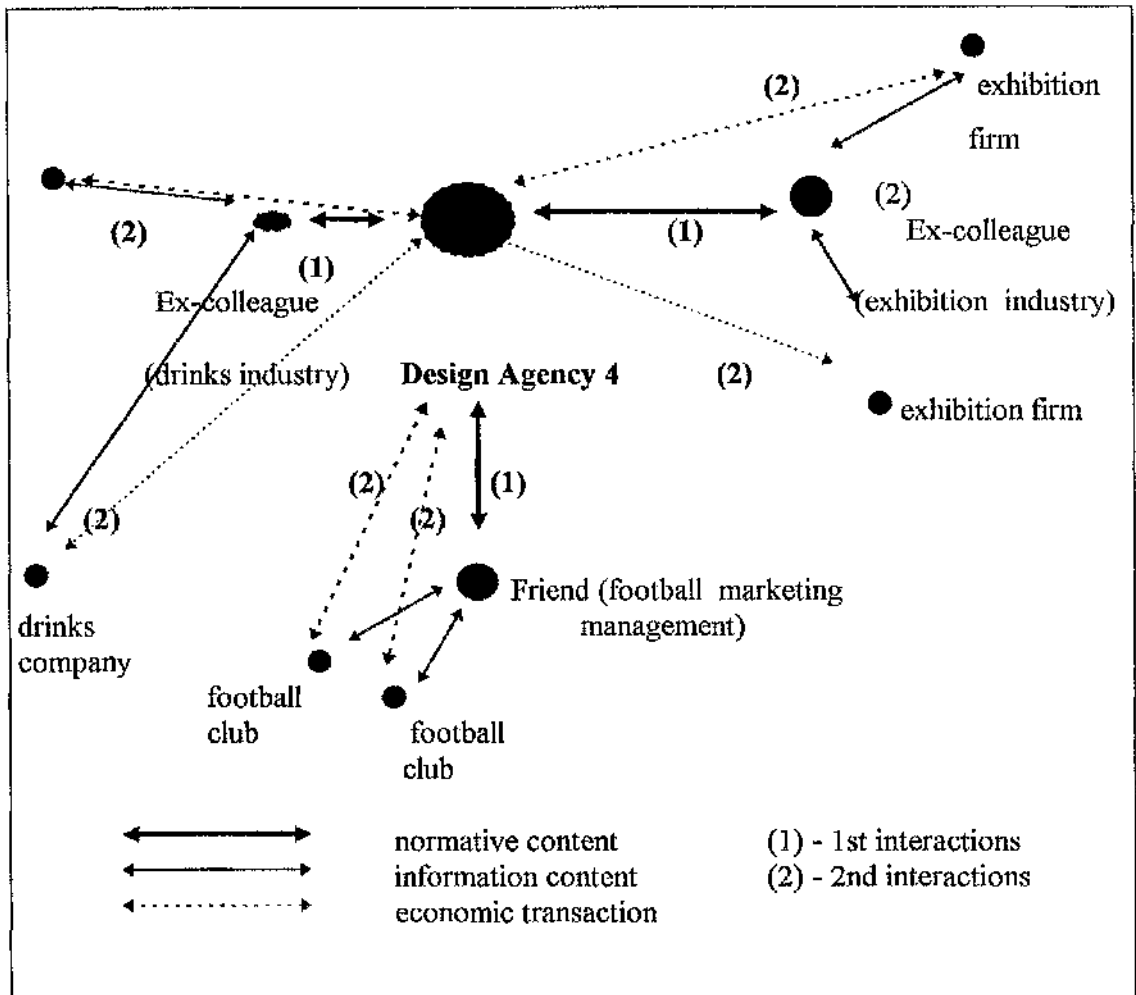 (2)
exhibition
firm
(2)
(2)
(1)
(1)
Ex-colleague
Ex-colleague
(exhibition industry)
(drinks industry)
Design Agency 4
(2)
exhibition firm
(2)
(1)
(2)
(2)
drinks
company
Friend (football marketing
management)
football
club
football
club
normative content
(1) - 1st interactions
information content
(2) - 2nd interactions
economic transaction